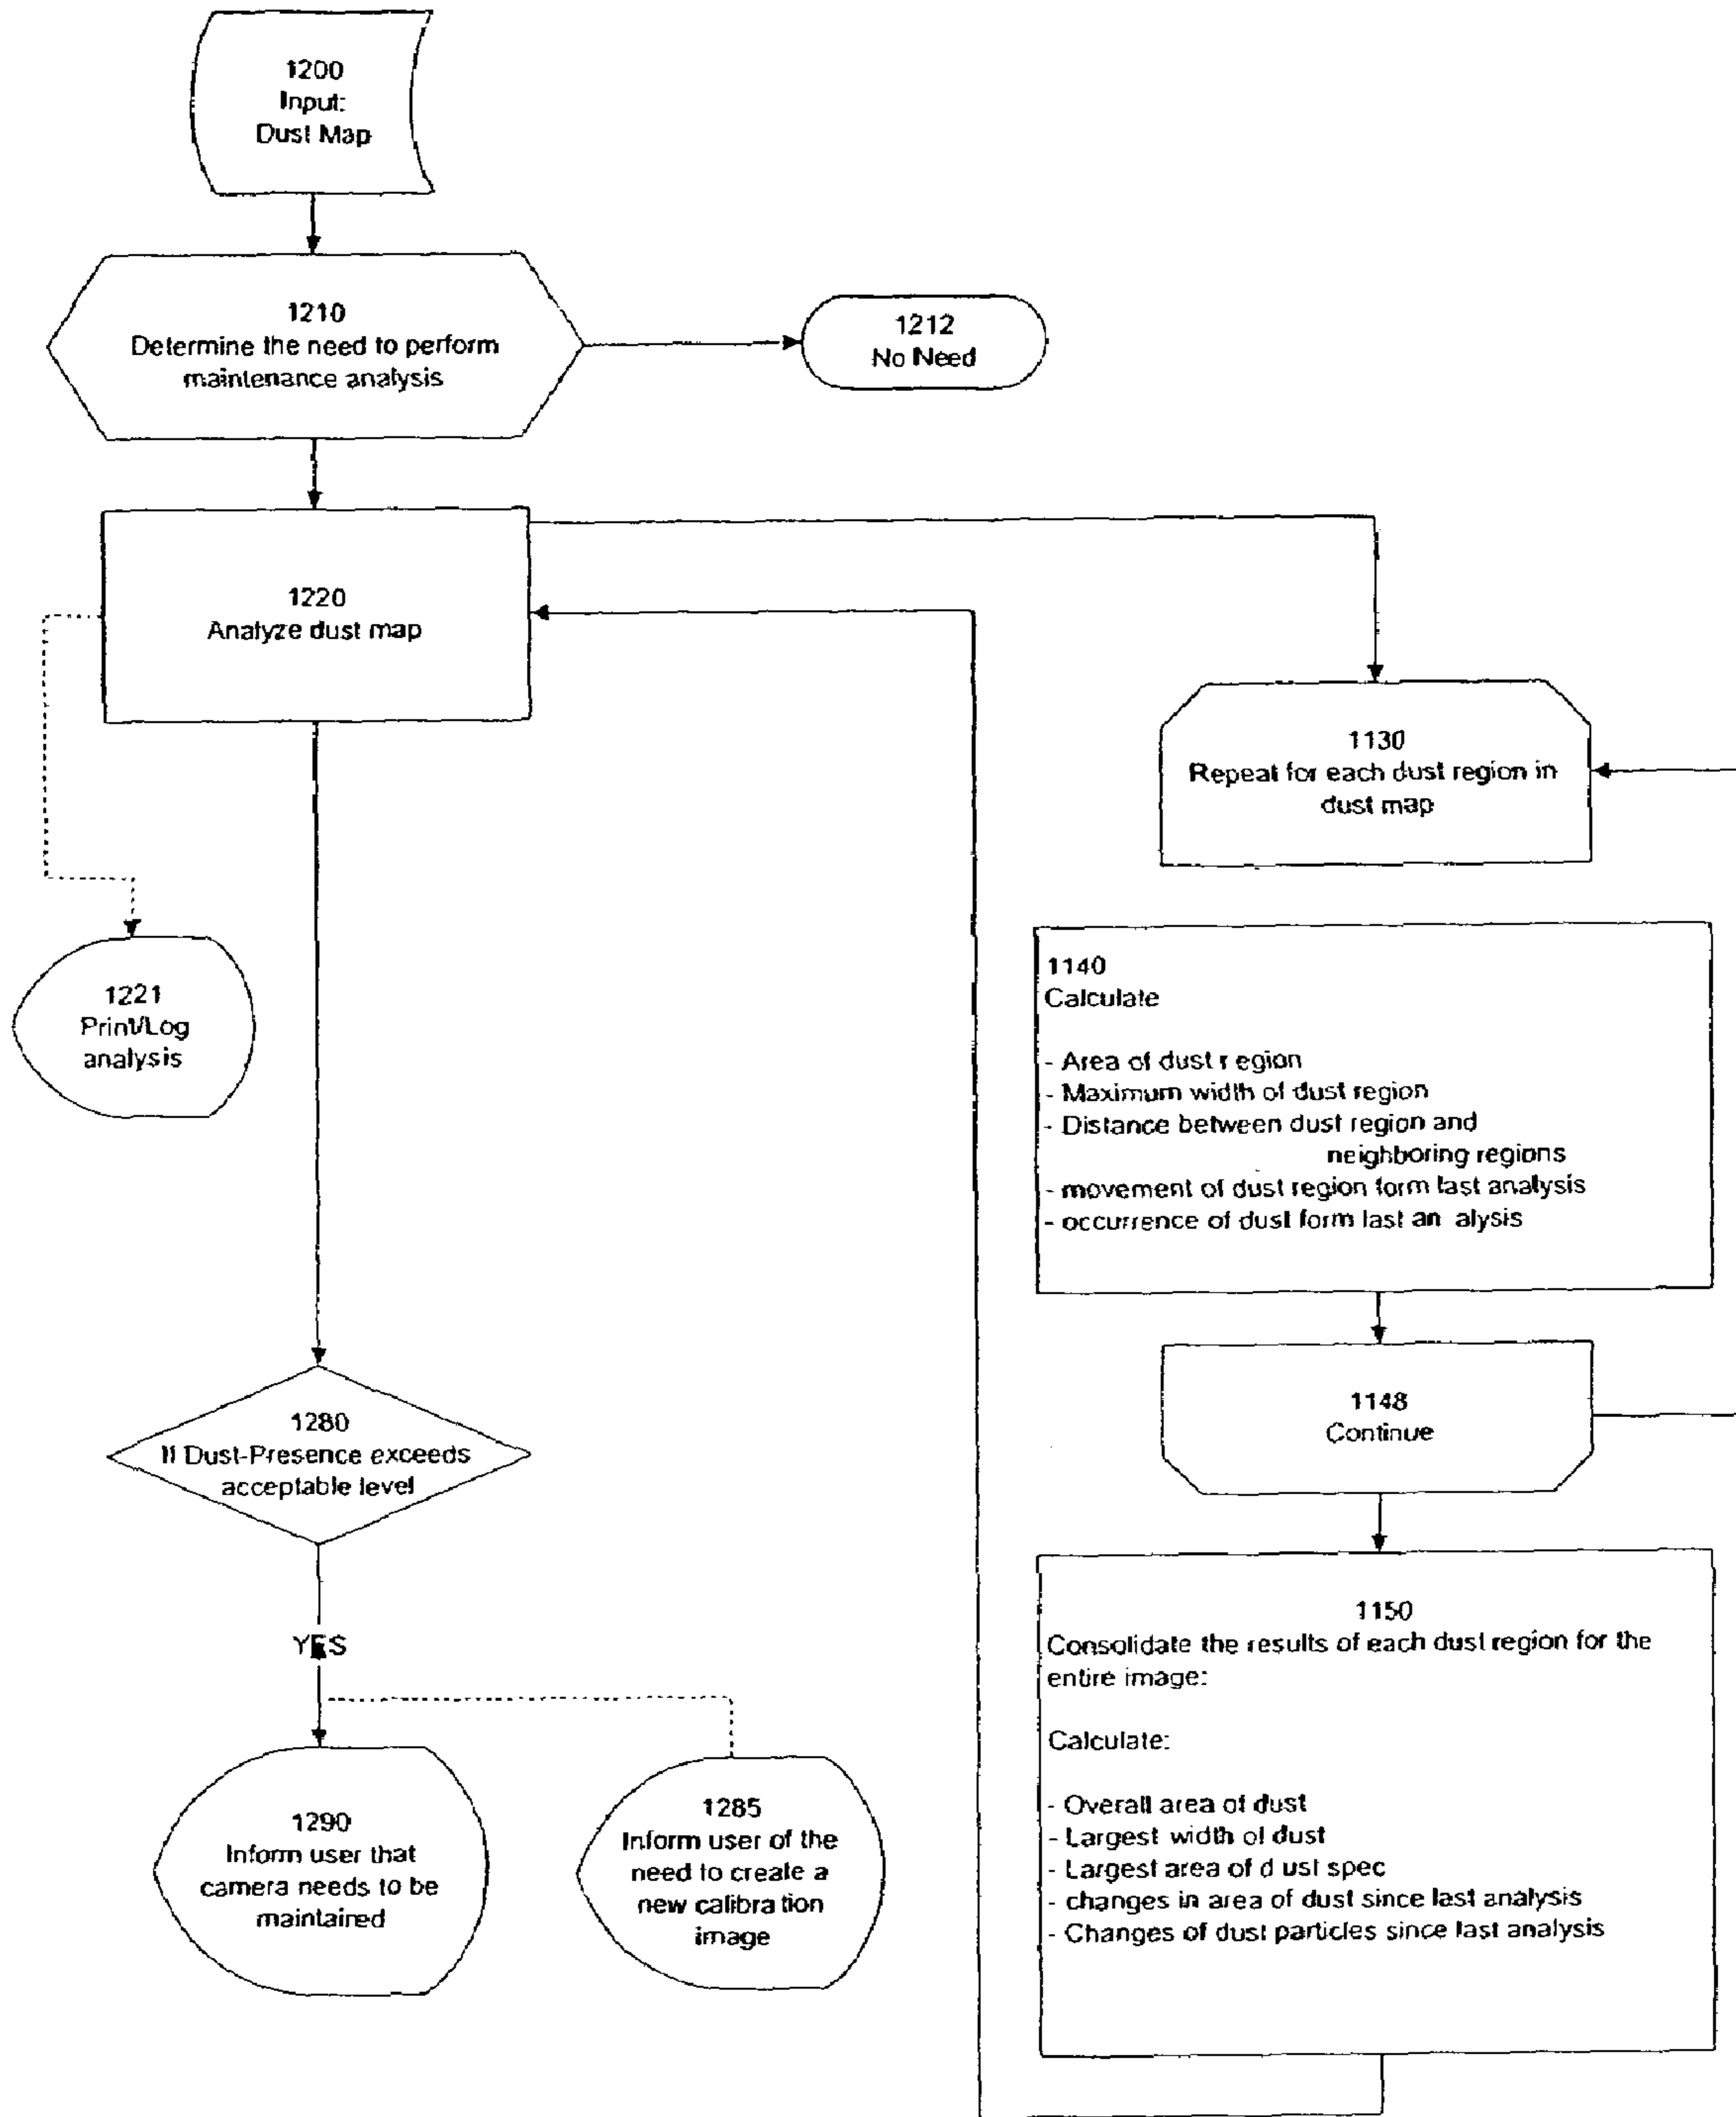 1200
Input:
Dust Map
1210
Determine the need to perform
maintenance analysis
1212
No Need
1220
Analyze dust map
1130
Repeat for each dust region in
dust map
1221
Print/Log
analysis
1140
Calculate
- Area of dust region
- Maximum width of dust region
- Distance between dust region and
neighboring regions
- movement of dust region form last analysis
- occurrence of dust form last an alysis
1148
Continue
1280
If Dust-Presence exceeds
acceptable level
YES
1150
Consolidate the results of each dust region for the
entire image:
Calculate:
- Overall area of dust
- Largest width of dust
- Largest area of d ust spec
- changes in area of dust since last analysis
- Changes of dust particles since last analysis
1290
Inform user that
camera needs to be
maintained
1285
Inform user of the
need to create a
new calibration
image